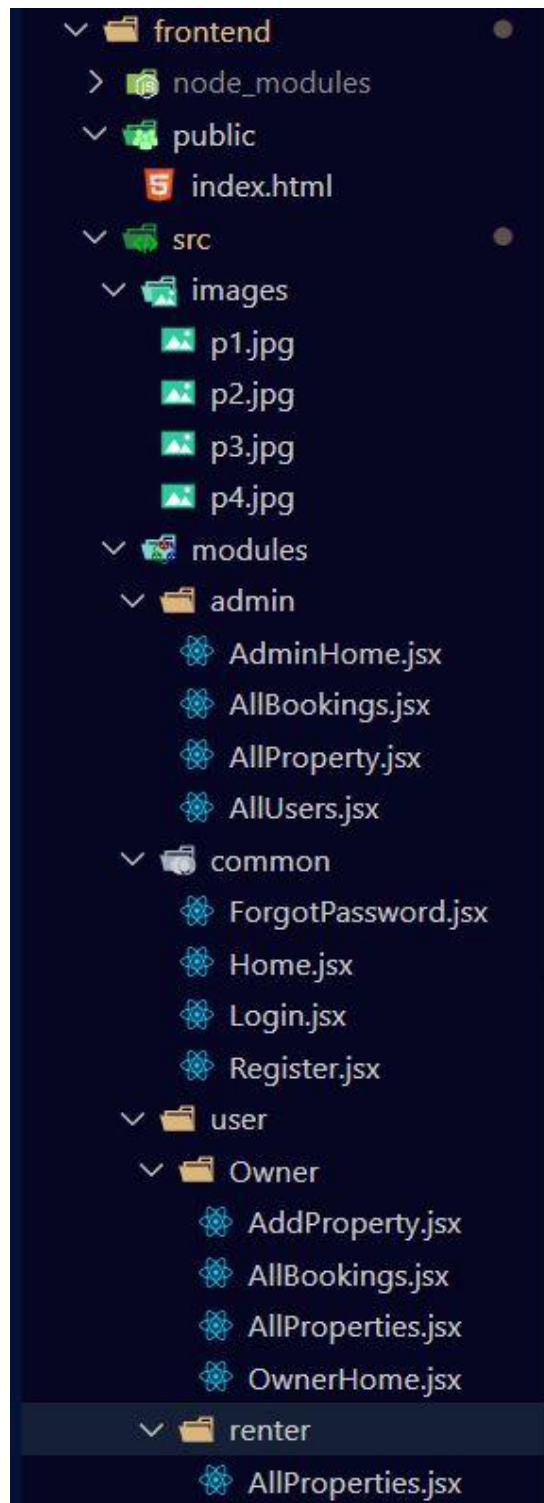 frontend
node_modules
public
index.html
src
images
p1.jpg
p2.jpg
p3.jpg
p4.jpg
modules
admin
AdminHome.jsx
AllBookings.jsx
AllProperty.jsx
AllUsers.jsx
common
ForgotPassword.jsx
Home.jsx
Login.jsx
Register.jsx
user
Owner
AddProperty.jsx
AllBookings.jsx
AllProperties.jsx
OwnerHome.jsx
renter
AllProperties.jsx